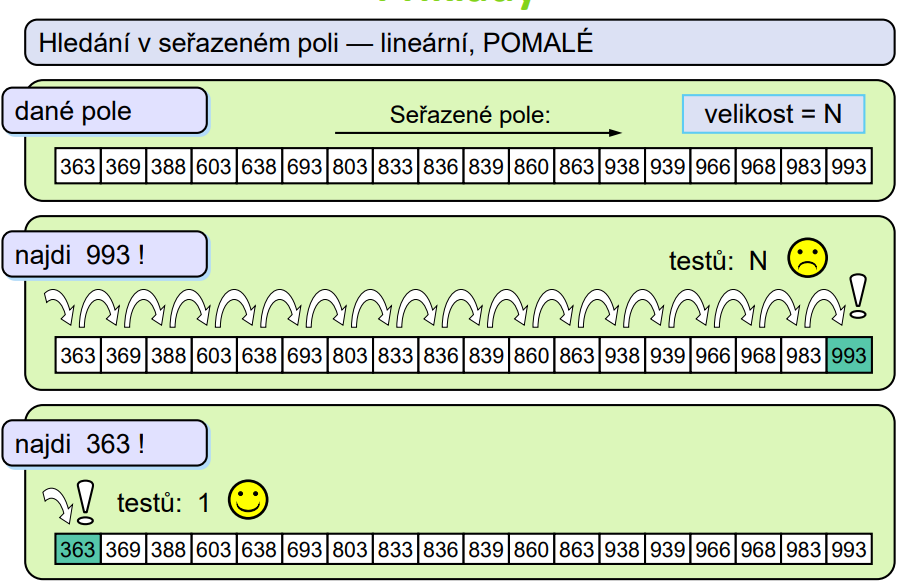 Hledání v seřazeném poli — lineární, POMALÉ
dané pole
Seřazené pole:
velikost = N
363 369 388 603 638 693 803 833 836 839 860 863 938 939 966 968 983 993
najdi 993 !
testů: N
!
363 369 388 603 638 693 803 833 836 839 860 863 938 939 966 968 983 993
najdi 363 !
!
testů: 1
363 369 388 603 638 693 803 833 836 839 860 863 938 939 966 968 983 993